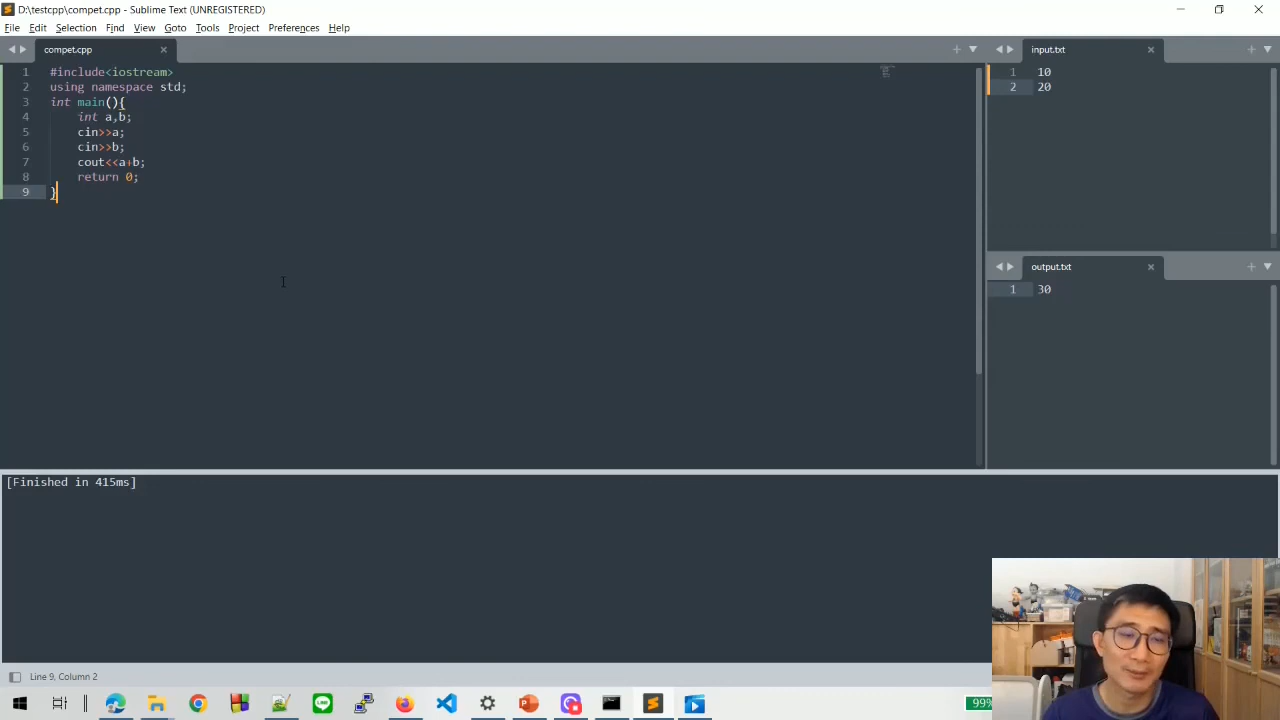 D:\testcpp\compet.cpp - Sublime Text (UNREGISTERED)
File Edit Selection Find View Goto Tools Project Preferences Help
compet.cpp
1 #include<iostream>
2 using namespace std;
3 int main(){
4 int a,b;
5 cin>>a;
6 cin>>b;
7 cout<<a+b;
8 return 0;
9 }
input.txt
1 10
2 20
output.txt
1 30
[Finished in 415ms]
Line 9, Column 2
99%